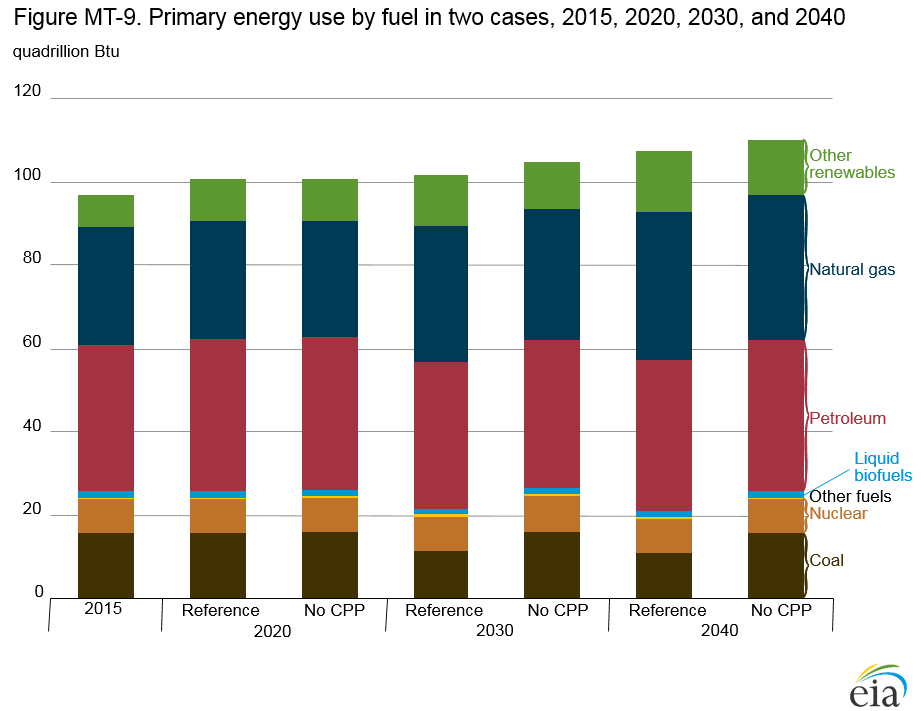 Figure MT-9. Primary energy use by fuel in two cases, 2015, 2020, 2030, and 2040
quadrillion Btu
120
100
80
60
40
20
0
Other
renewables
Natural gas
Petroleum
Liquid
biofuels
Other fuels
Nuclear
Coal
2015
Reference
No CPP
Reference
No CPP
Reference
No CPP
2020
2030
2040
eia